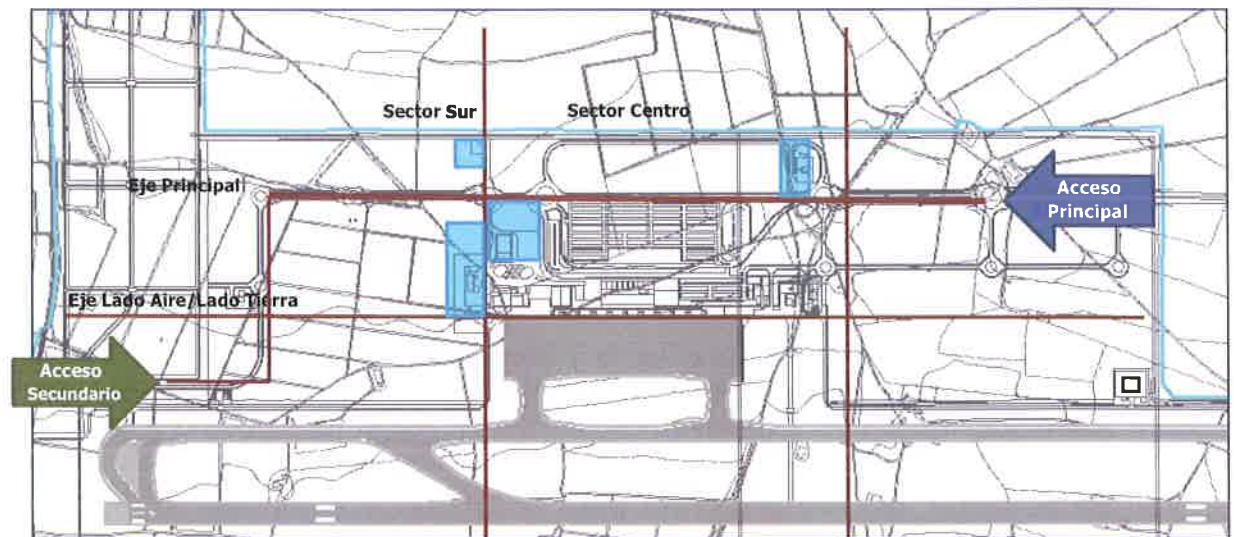 Sector Sur
Sector Centro
Eje Principal
Acceso
Principal
Eje Lado Aire/Lado Tierra
Acceso
Secundario